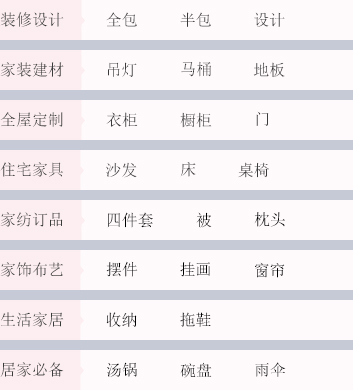 装修设计 全包 半包 设计
家装建材 吊灯 马桶 地板
全屋定制 衣柜 橱柜 门
住宅家具 沙发 床 桌椅
家纺订品 四件套 被 枕头
家饰布艺 摆件 挂画 窗帘
生活家居 收纳 拖鞋
居家必备 汤锅 碗盘 雨伞